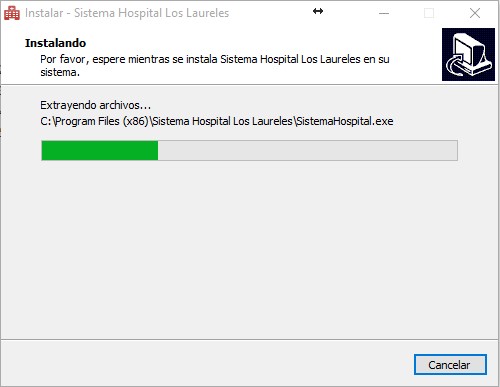 Instalar - Sistema Hospital Los Laureles
Instalando
Por favor, espere mientras se instala Sistema Hospital Los Laureles en su
sistema.
Extrayendo archivos...
C:\Program Files (x86)\Sistema Hospital Los Laureles\SistemaHospital.exe
Cancelar